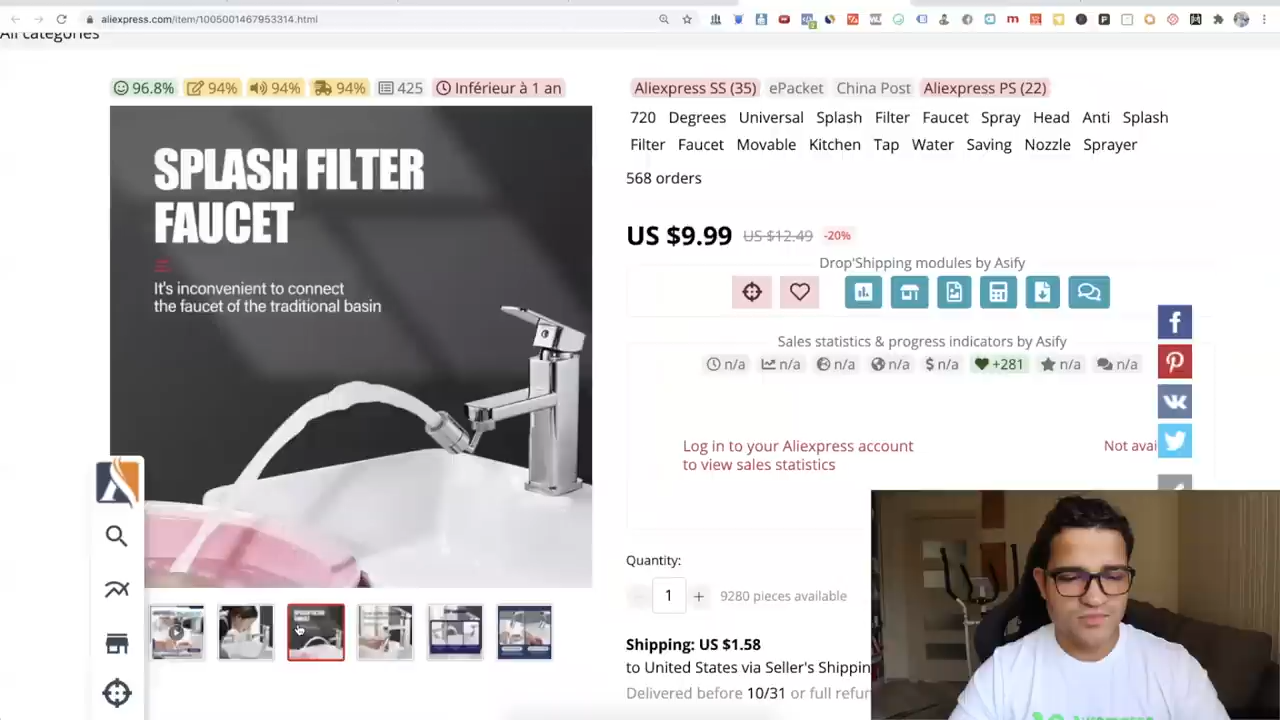 aliexpress.com/item/1005001467953314.html
All categories
96.8% 94% 94% 94% 425 Inférieur à 1 an
SPLASH FILTER
FAUCET
It's inconvenient to connect
the faucet of the traditional basin
Aliexpress SS (35) ePacket China Post Aliexpress PS (22)
720 Degrees Universal Splash Filter Faucet Spray Head Anti Splash
Filter Faucet Movable Kitchen Tap Water Saving Nozzle Sprayer
568 orders
US $9.99 US $12.49 -20%
Drop'Shipping modules by Asify
Sales statistics & progress indicators by Asify
n/a n/a n/a n/a $ n/a +281 n/a n/a
Log in to your Aliexpress account
to view sales statistics
Not avai
Quantity:
1 + 9280 pieces available
Shipping: US $1.58
to United States via Seller's Shippin
Delivered before 10/31 or full refun